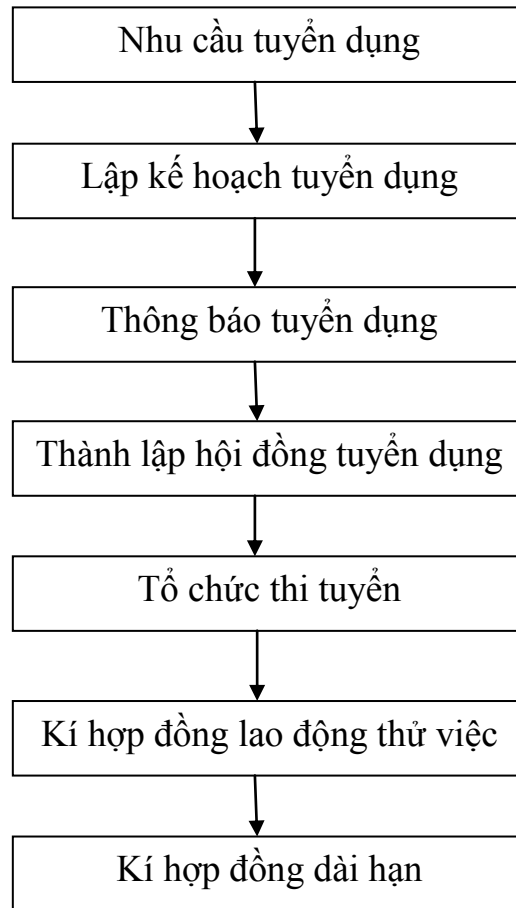 Nhu cầu tuyển dụng
Lập kế hoạch tuyển dụng
Thông báo tuyển dụng
Thành lập hội đồng tuyển dụng
Tổ chức thi tuyển
Kí hợp đồng lao động thử việc
Kí hợp đồng dài hạn